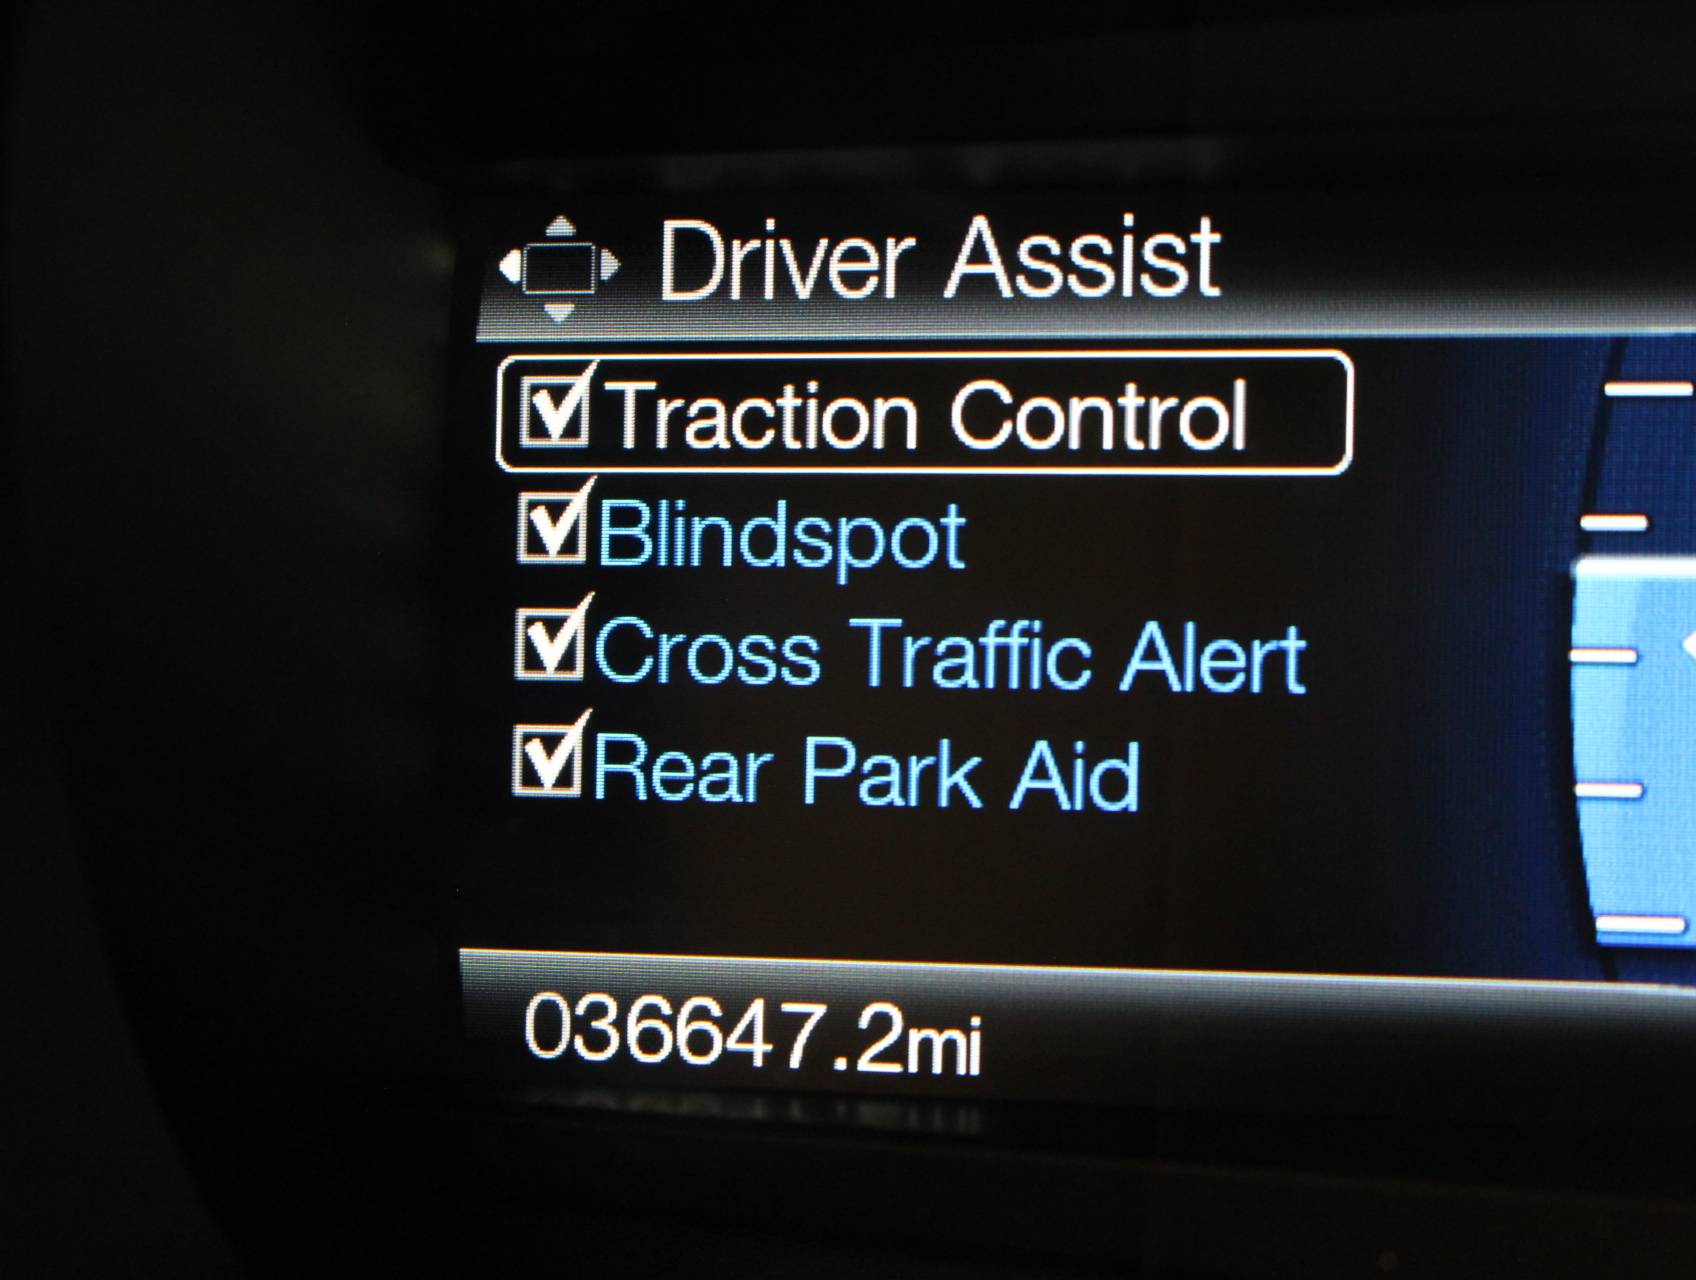 Driver Assist
Traction Control
Blindspot
Cross Traffic Alert
Rear Park Aid
036647.2mi